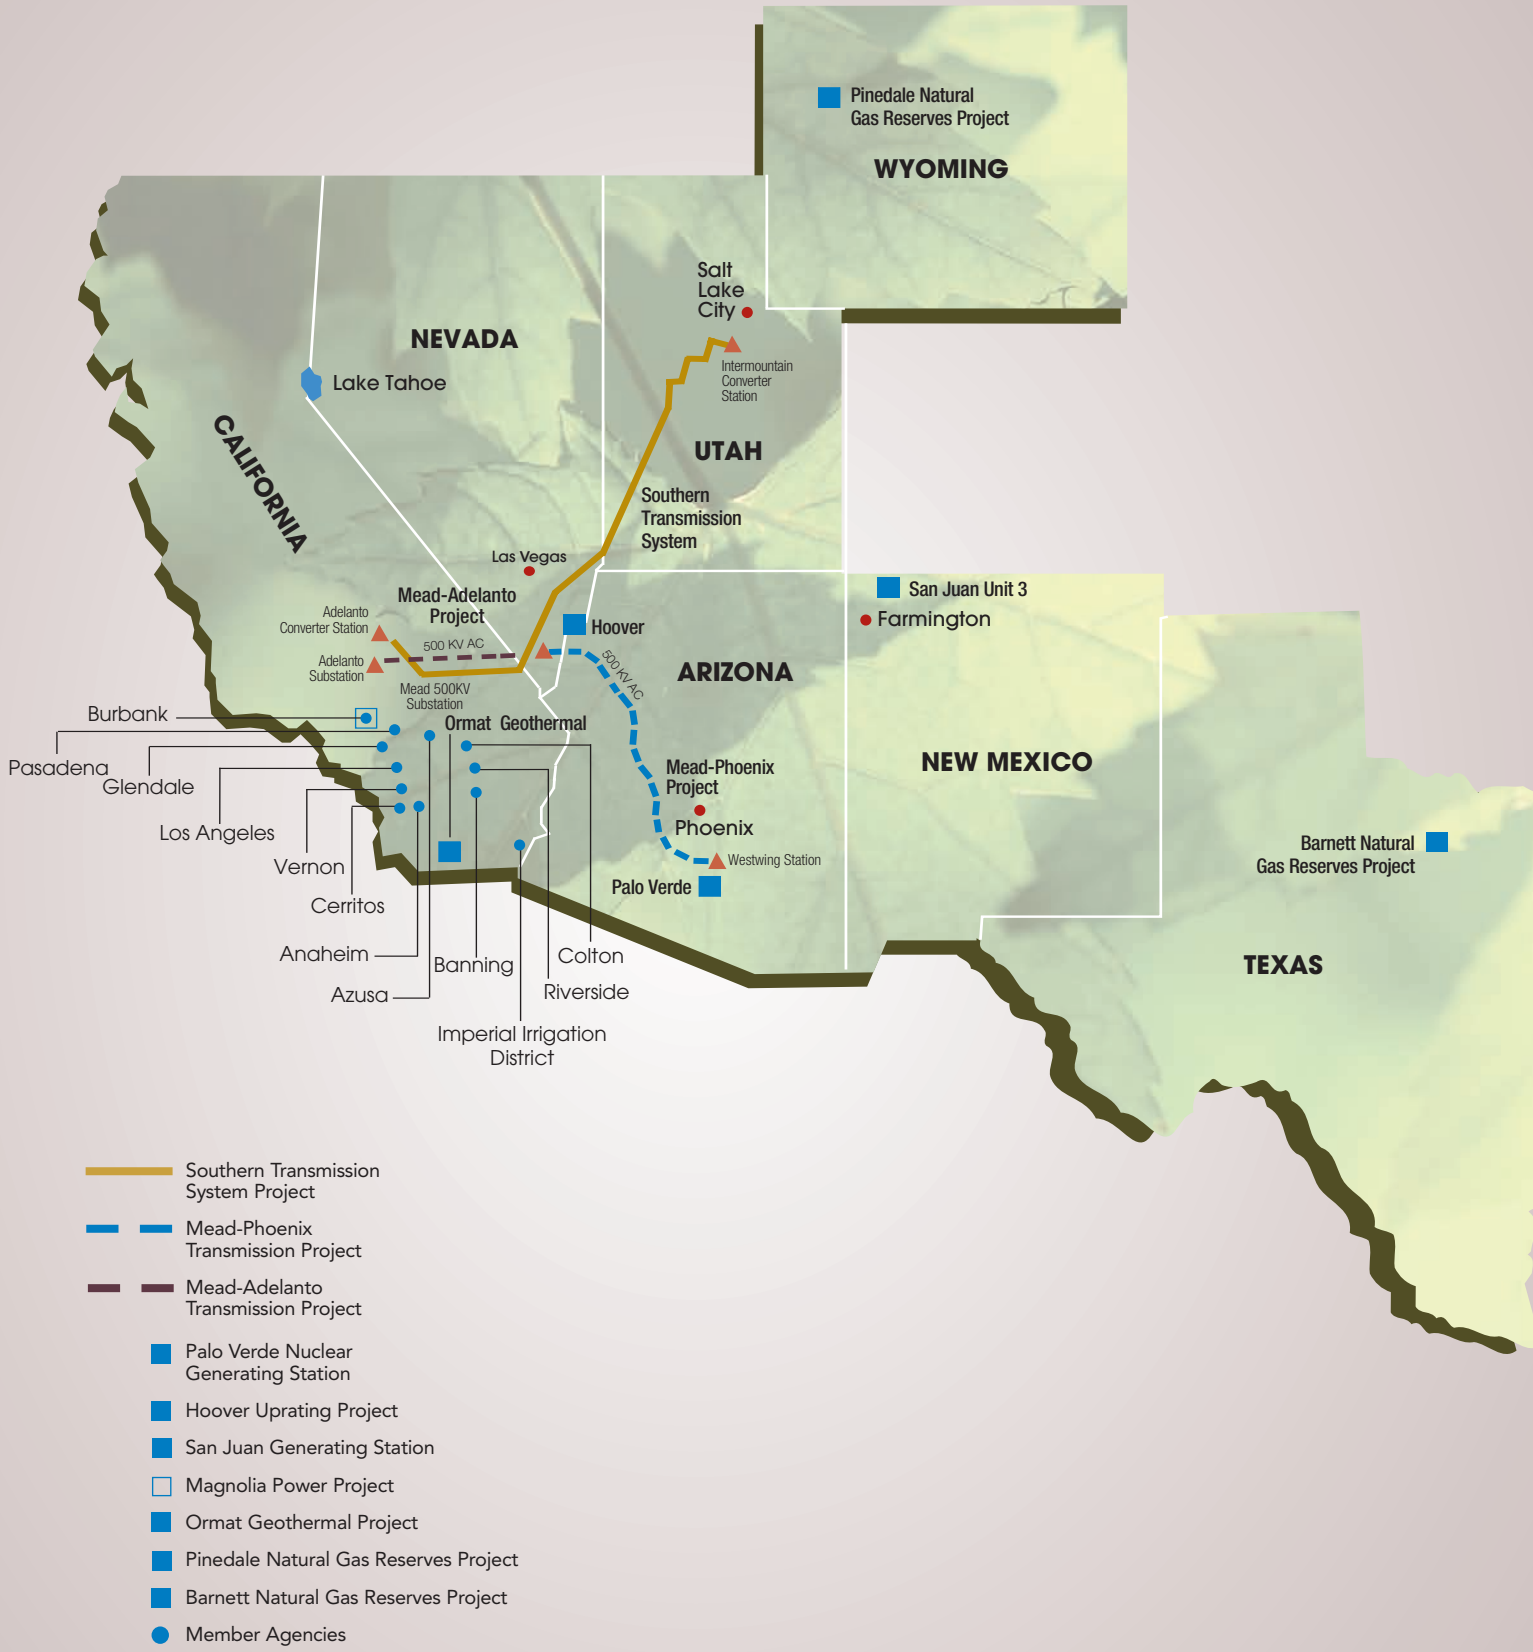 Pinedale Natural
Gas Reserves Project
WYOMING
Salt
Lake
City
NEVADA
Intermountain
Converter
Station
Lake Tahoe
CALIFORNIA
UTAH
Southern
Transmission
System
Las Vegas
San Juan Unit 3
Farmington
Mead-Adelanto
Project
Adelanto
Converter Station
Hoover
500 KV AC
500 KV AC
Adelanto
Substation
ARIZONA
Mead 500KV
Substation
Burbank
Ormat Geothermal
Pasadena
Glendale
NEW MEXICO
Mead-Phoenix
Project
Los Angeles
Phoenix
Barnett Natural
Gas Reserves Project
Vernon
Westwing Station
Palo Verde
Cerritos
Anaheim
Banning
Colton
TEXAS
Azusa
Riverside
Imperial Irrigation
District
Southern Transmission
System Project
Mead-Phoenix
Transmission Project
Mead-Adelanto
Transmission Project
Palo Verde Nuclear
Generating Station
Hoover Uprating Project
San Juan Generating Station
Magnolia Power Project
Ormat Geothermal Project
Pinedale Natural Gas Reserves Project
Barnett Natural Gas Reserves Project
Member Agencies